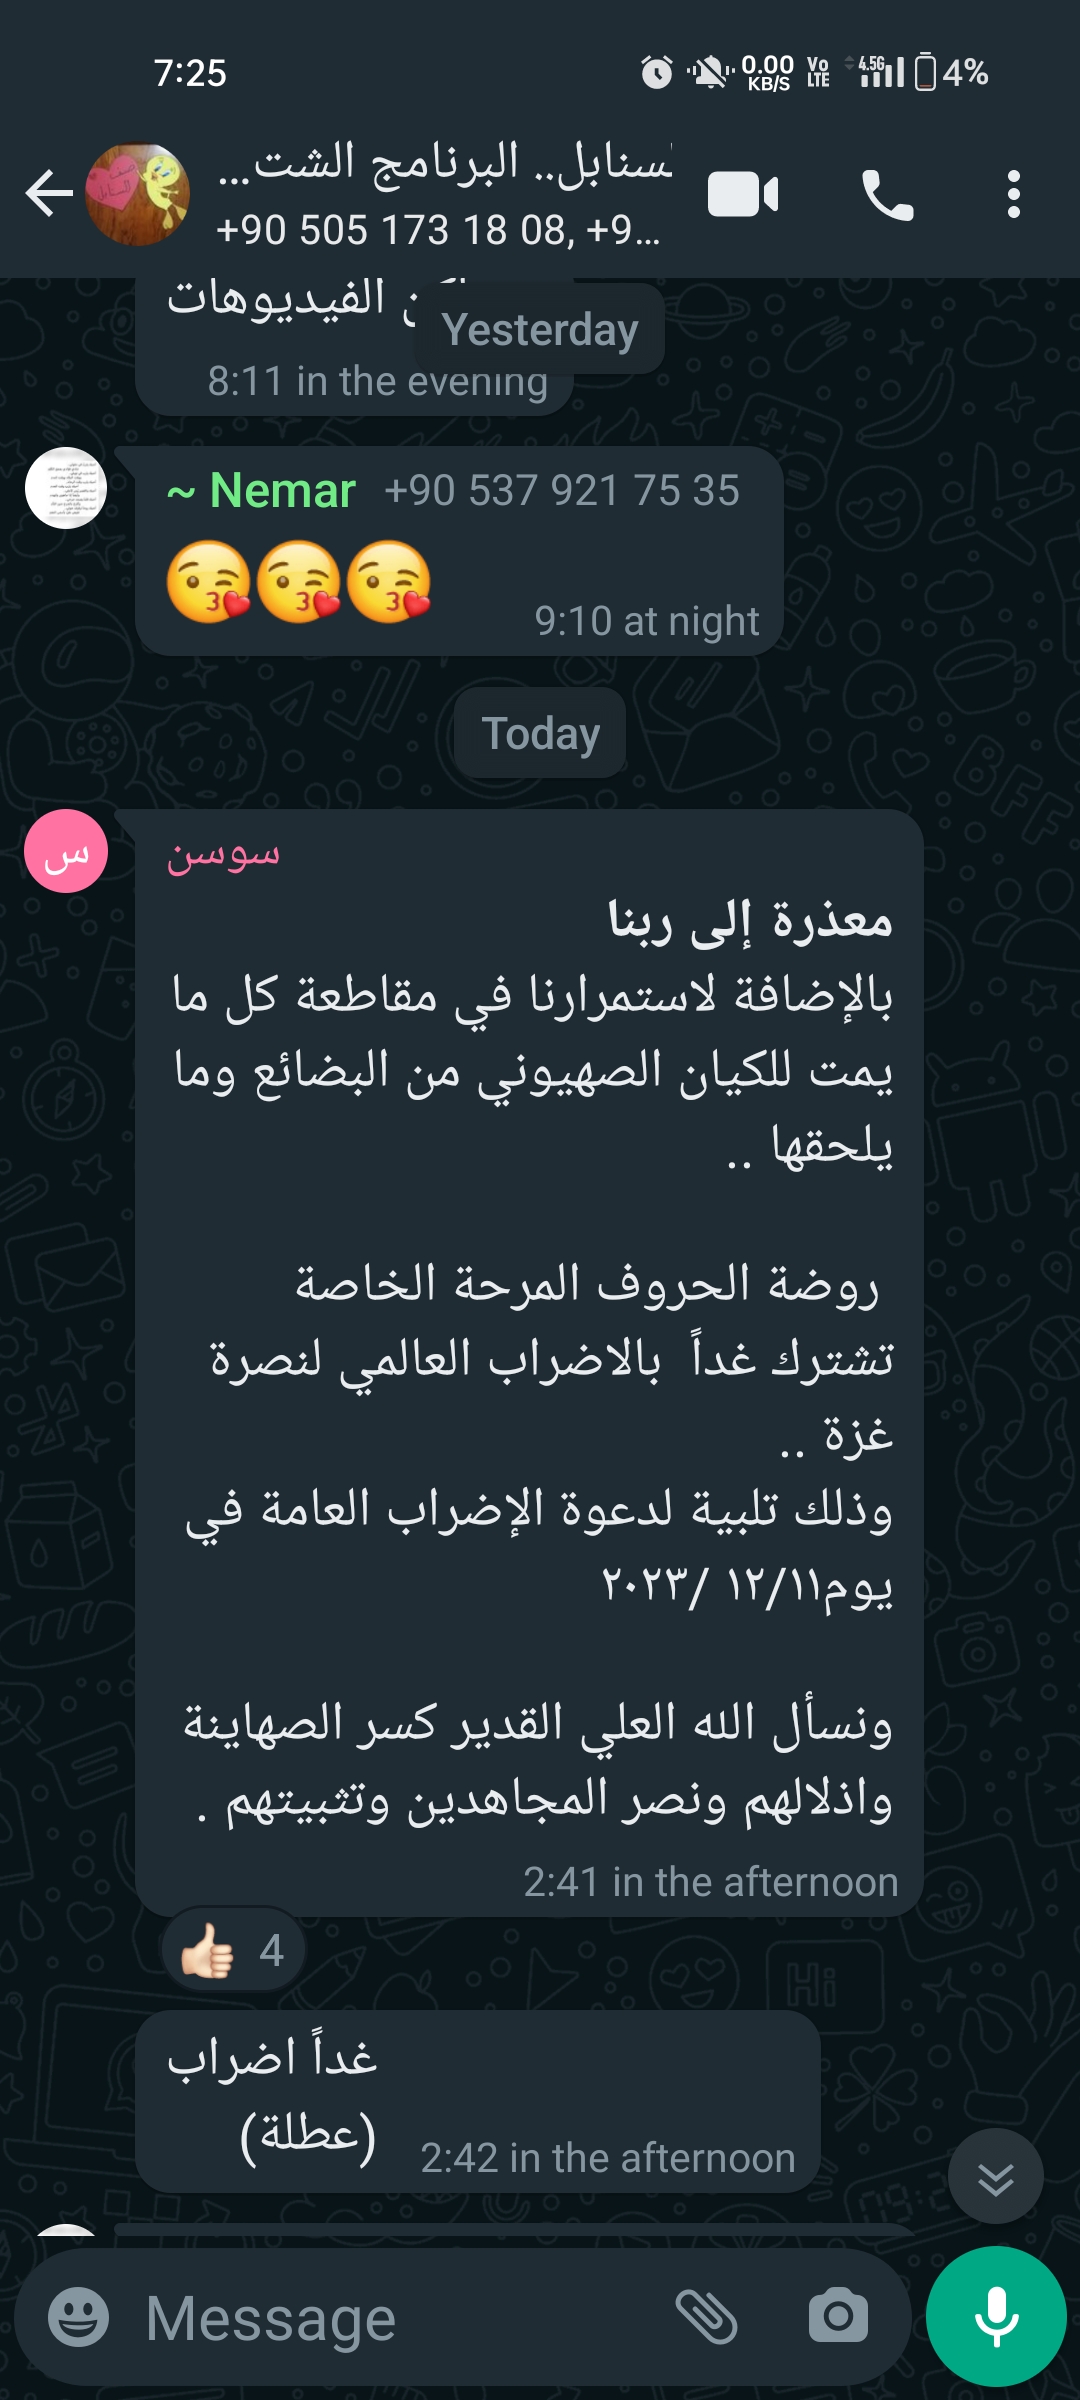 7:25
0.00 KB/S Vo LTE 4.5G 4%
لسنابل.. البرنامج الشت...
+90 505 173 18 08, +9...
الفيديوهات
Yesterday
8:11 in the evening
~ Nemar +90 537 921 75 35
😘😘😘
9:10 at night
Today
س
سوسن
معذرة إلى ربنا
بالإضافة لاستمرارنا في مقاطعة كل ما
يمت للكيان الصهيوني من البضائع وما
يلحقها ..
روضة الحروف المرحة الخاصة
تشترك غداً بالاضراب العالمي لنصرة
غزة ..
وذلك تلبية لدعوة الإضراب العامة في
يوم١٢/١١ /٢٠٢٣
ونسأل الله العلي القدير كسر الصهاينة
واذلالهم ونصر المجاهدين وتثبيتهم .
2:41 in the afternoon
👍🏻 4
غداً اضراب
(عطلة)
2:42 in the afternoon
Message